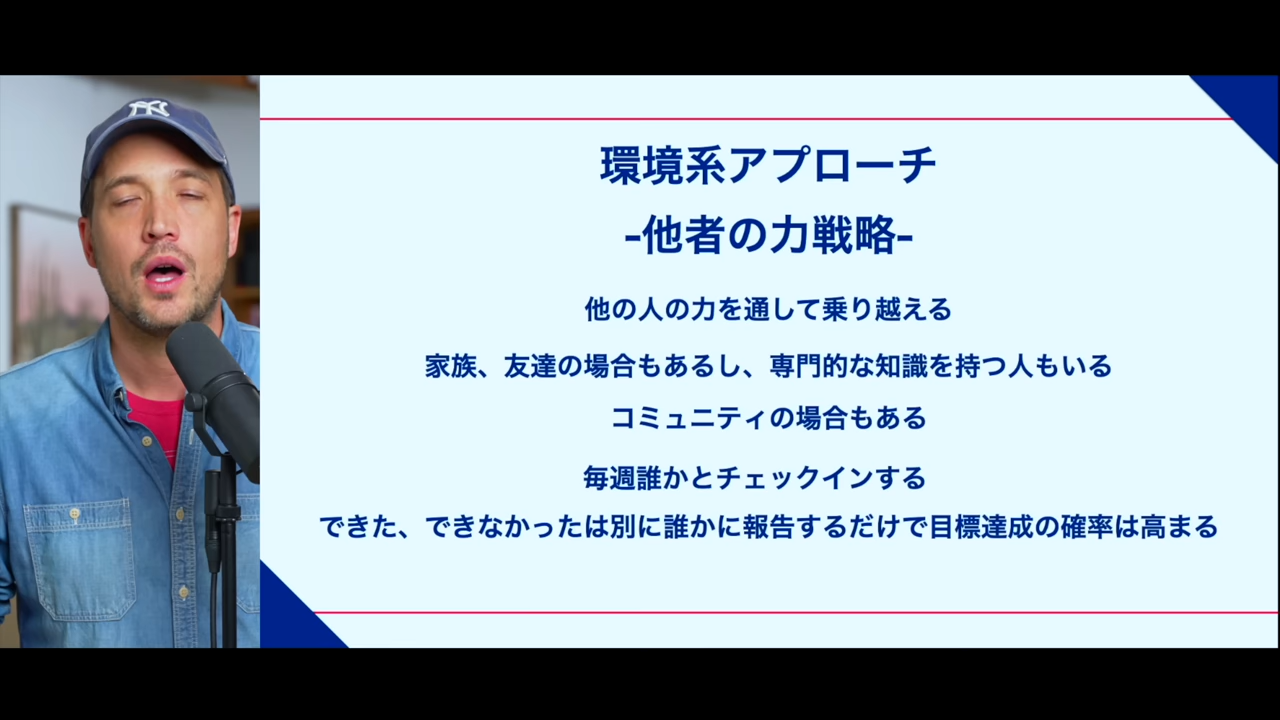 環境系アプローチ
-他者の力戦略-
他の人の力を通して乗り越える
家族、友達の場合もあるし、専門的な知識を持つ人もいる
コミュニティの場合もある
毎週誰かとチェックインする
できた、できなかったは別に誰かに報告するだけで目標達成の確率は高まる
NY